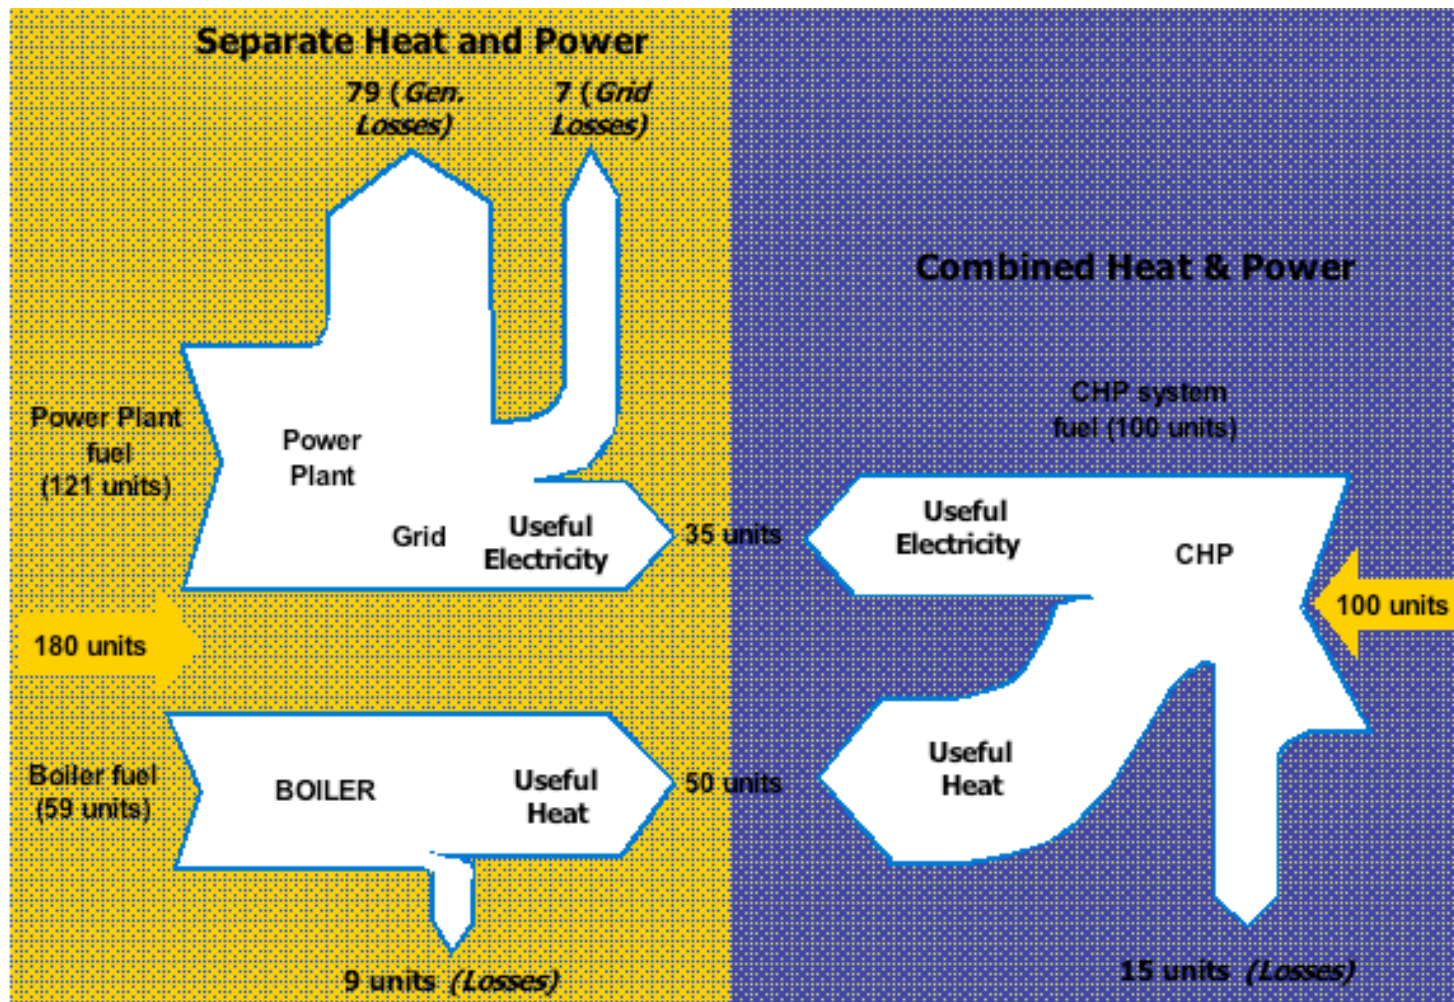 Separate Heat and Power
79 (Gen.
Losses)
7 (Grid
Losses)
Power Plant
fuel
(121 units)
Power
Plant
Grid
Useful
Electricity
35 units
180 units
Boiler fuel
(59 units)
BOILER
Useful
Heat
50 units
9 units (Losses)
Combined Heat & Power
CHP system
fuel (100 units)
Useful
Electricity
CHP
100 units
Useful
Heat
15 units (Losses)